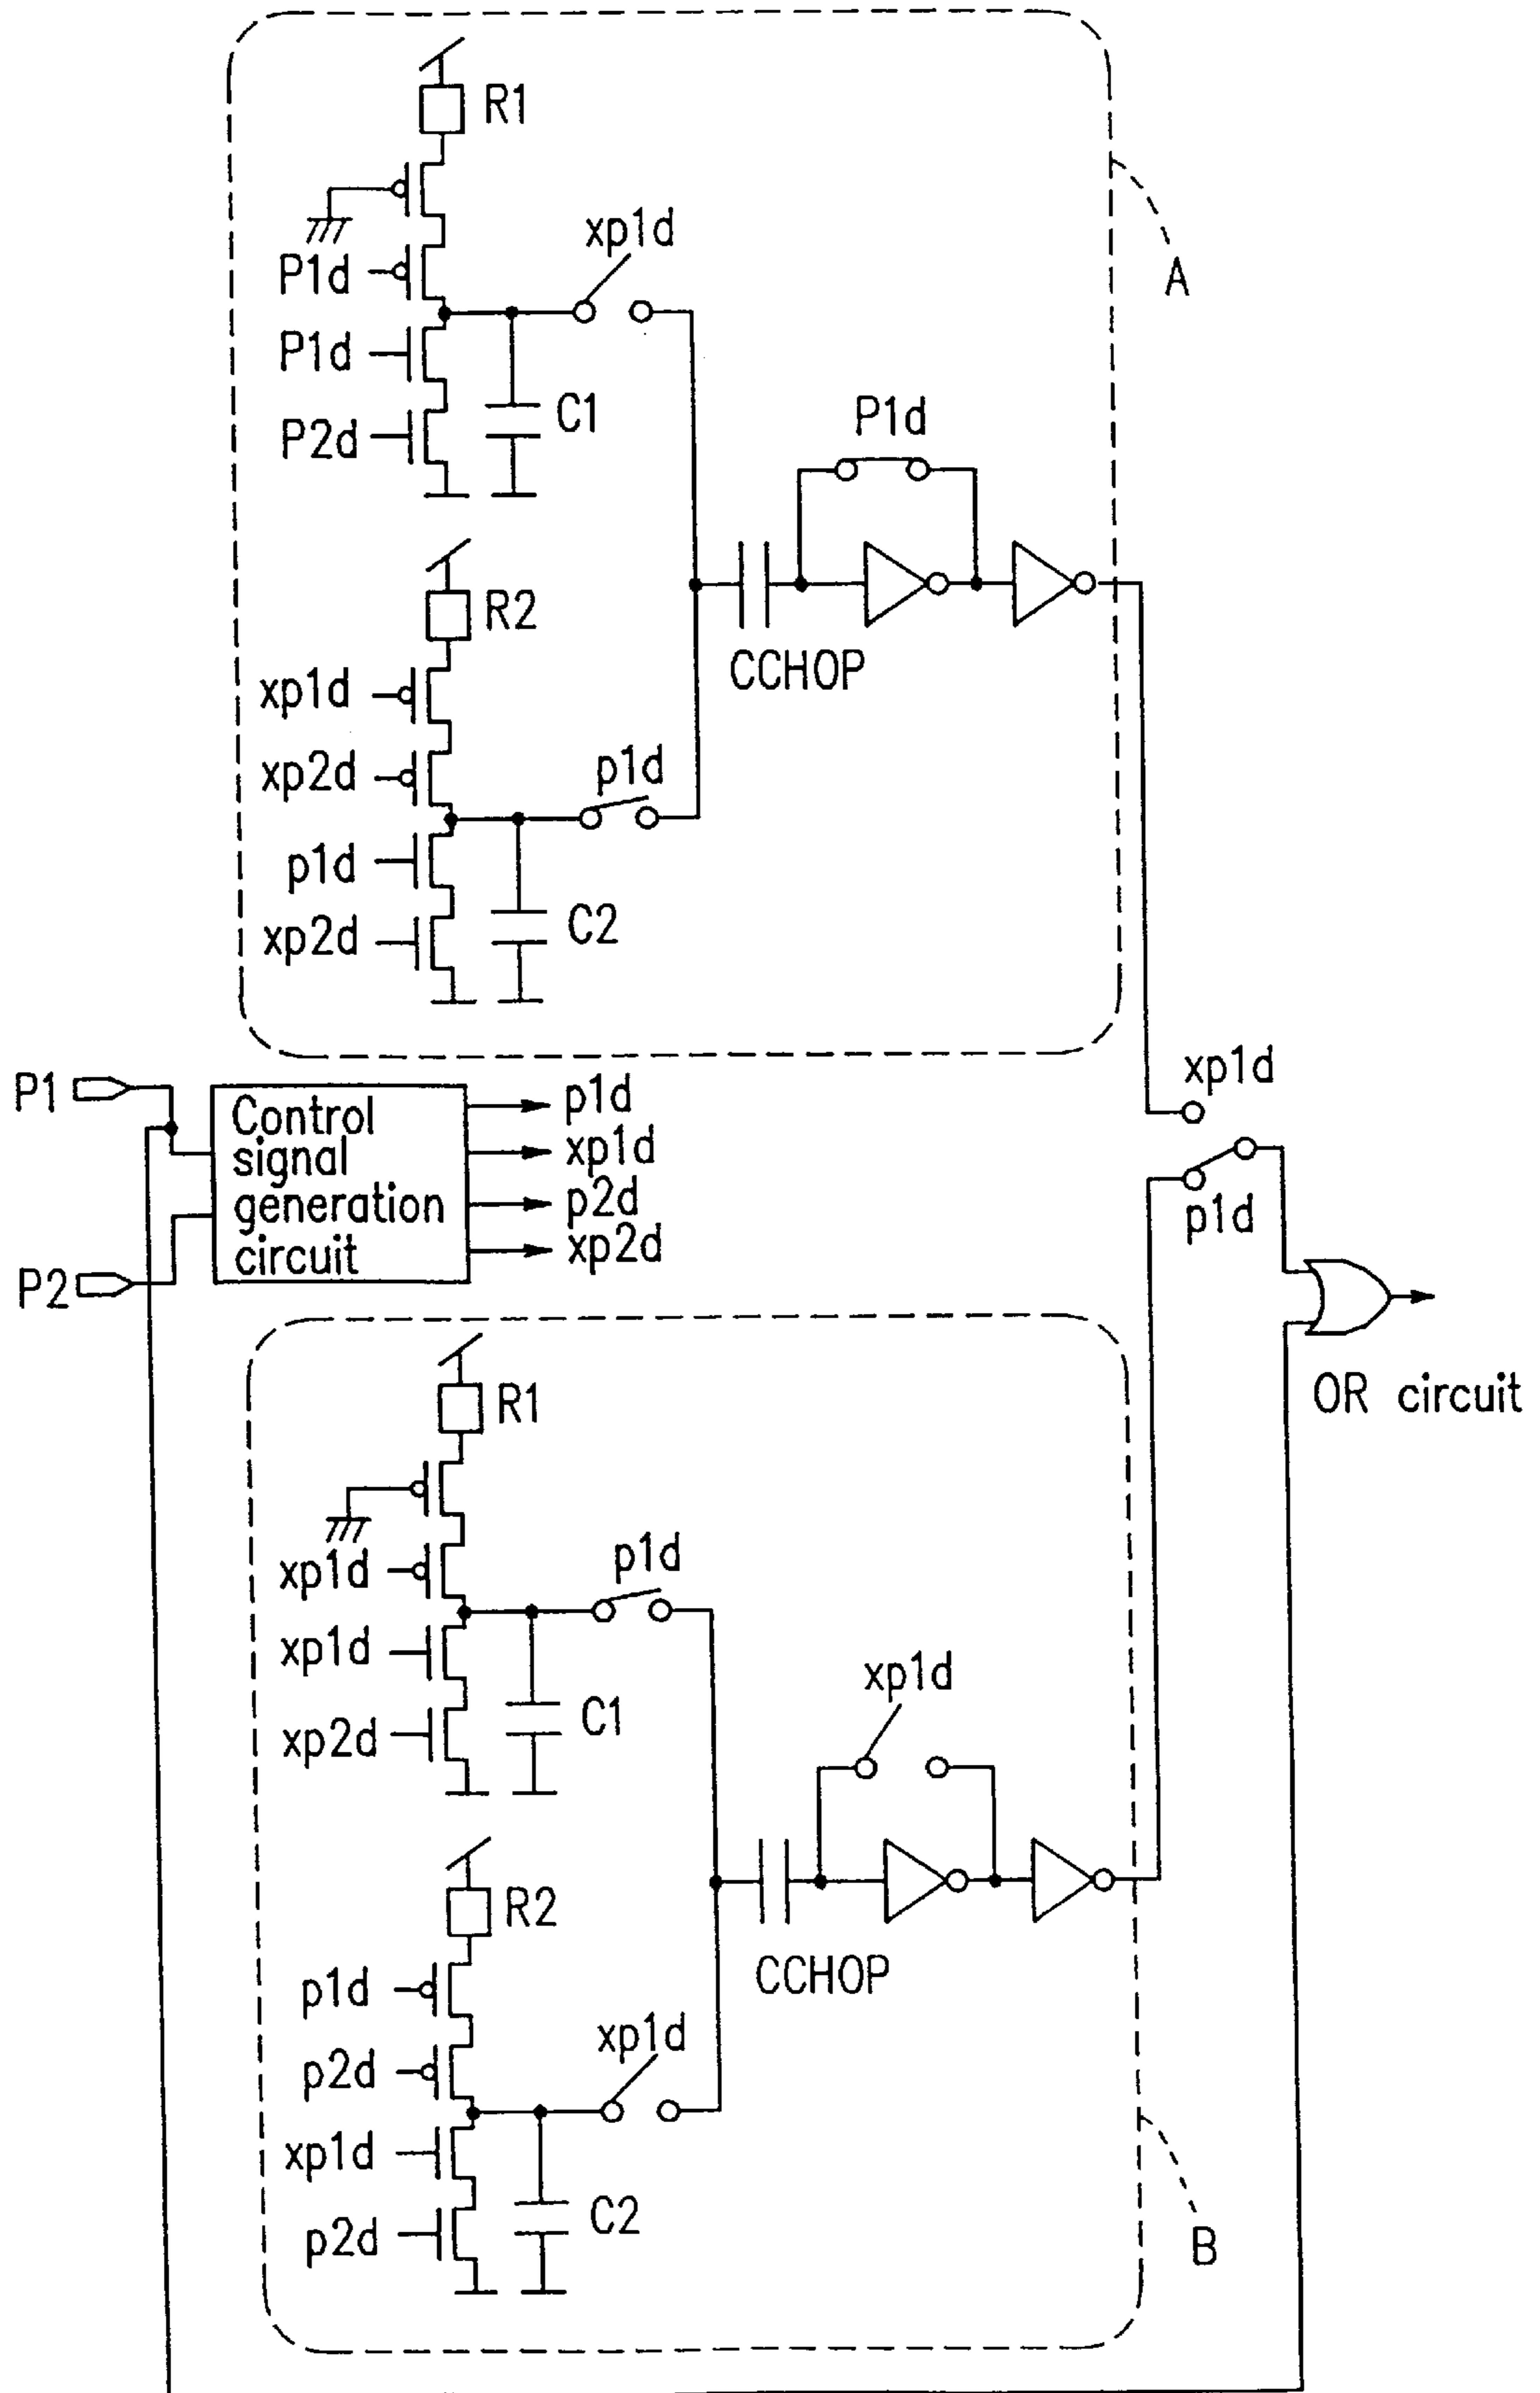 R1
xp1d
A
P1d
P1d
C1
P1d
P2d
R2
CCHOP
xp1d
xp2d
p1d
p1d
C2
xp2d
xp1d
P1
Control
signal
generation
circuit
p1d
xp1d
p2d
xp2d
p1d
P2
R1
OR circuit
xp1d
p1d
xp1d
xp1d
C1
xp2d
R2
CCHOP
p1d
xp1d
p2d
xp1d
C2
p2d
B